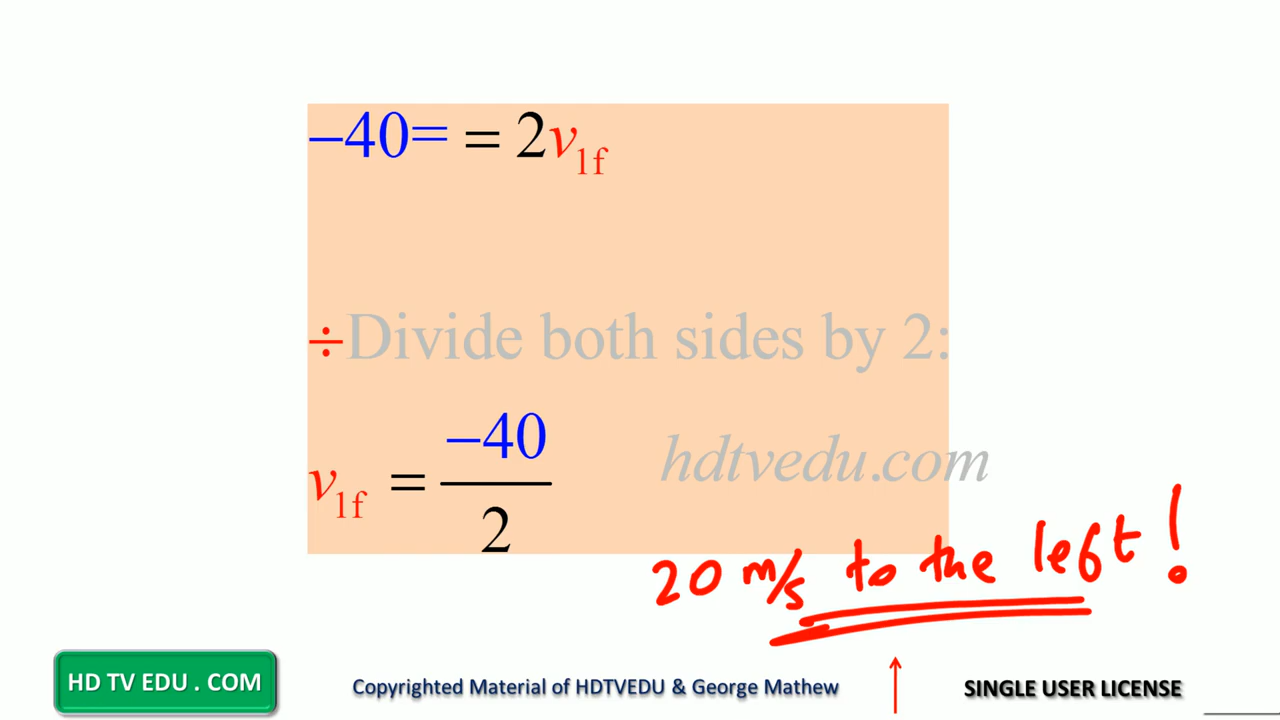 –40= = 2v₁f
÷Divide both sides by 2:
v₁f = –40/2
hdtvedu.com
20 m/s to the left!
HD TV EDU . COM
Copyrighted Material of HDTVEDU & George Mathew
SINGLE USER LICENSE